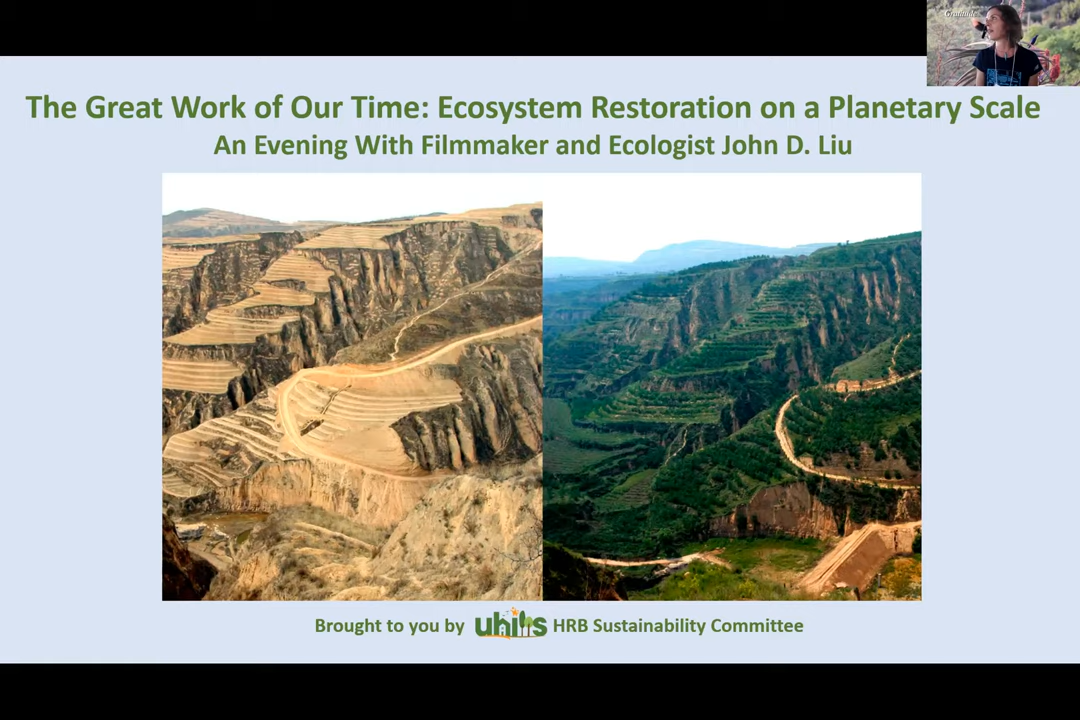 Gratitude
The Great Work of Our Time: Ecosystem Restoration on a Planetary Scale
An Evening With Filmmaker and Ecologist John D. Liu
Brought to you by uhills HRB Sustainability Committee